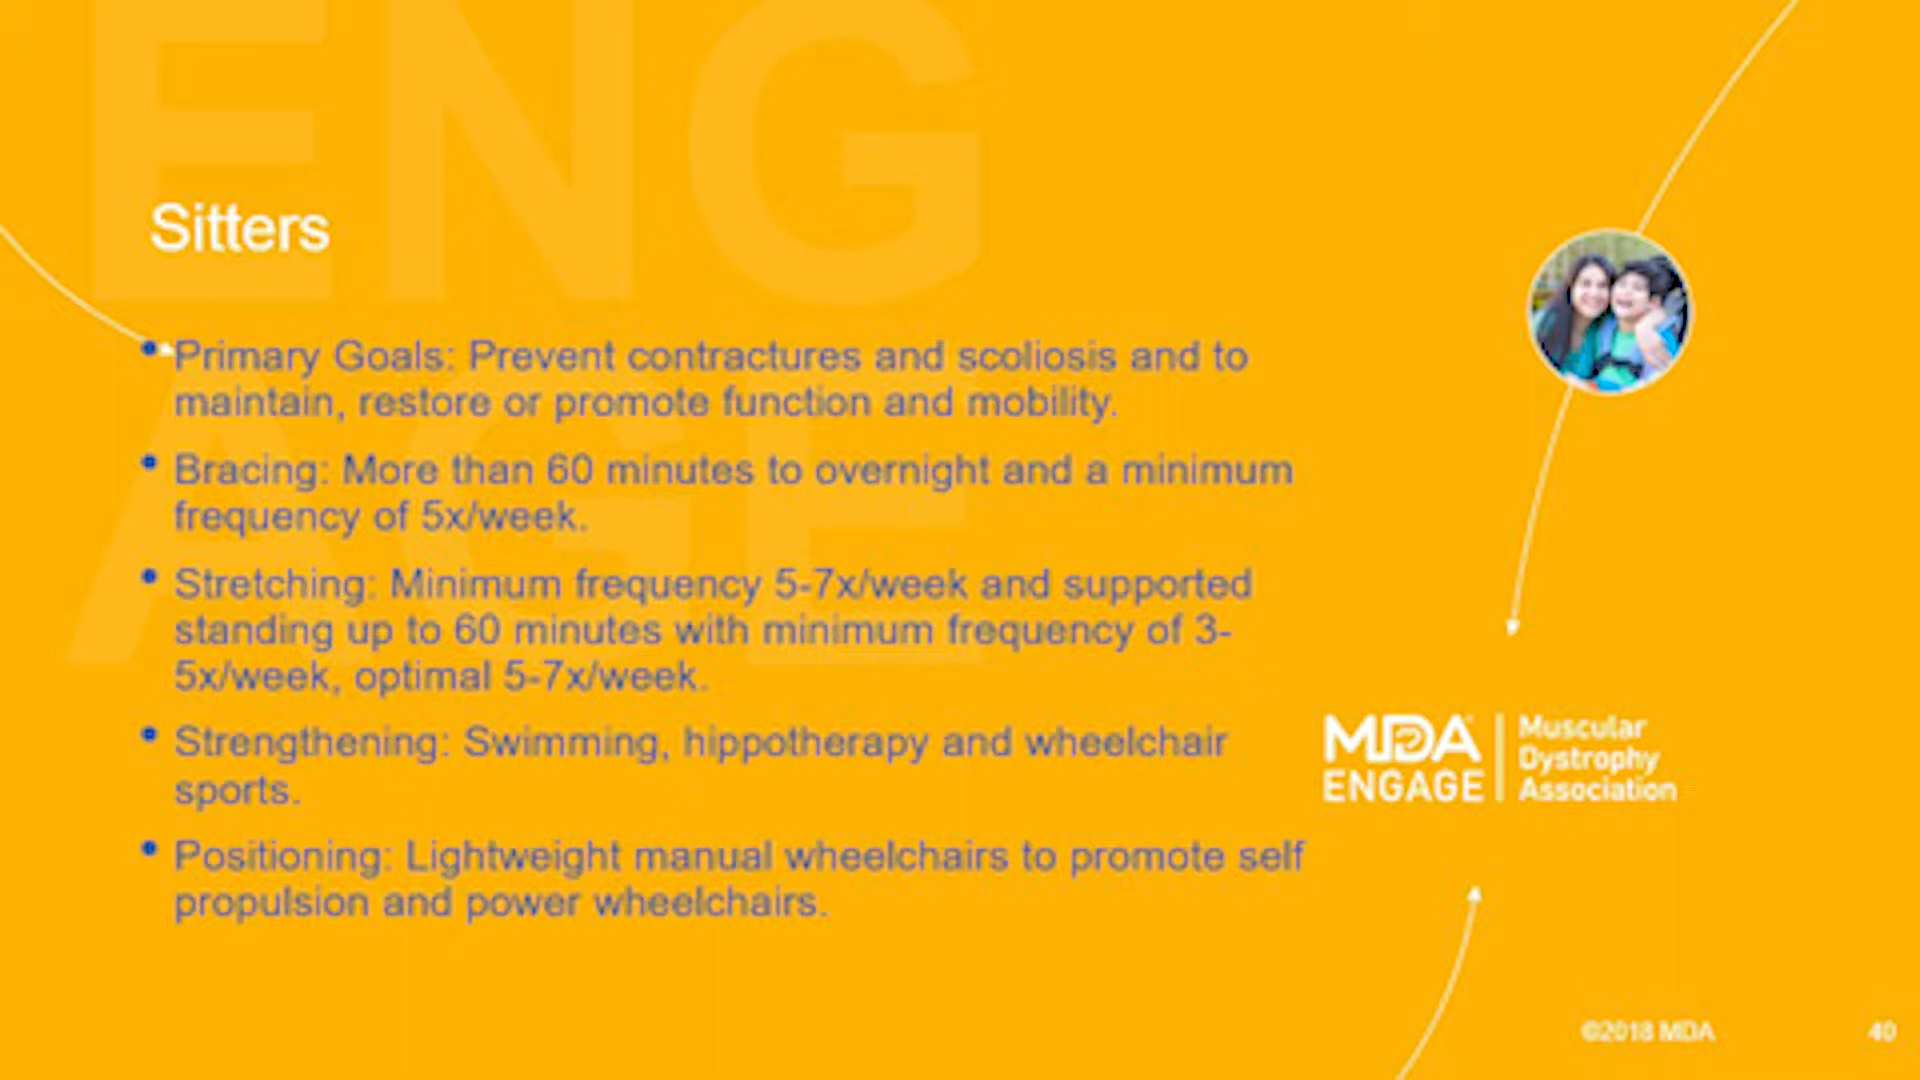 ENG
AGE
Sitters
• Primary Goals: Prevent contractures and scoliosis and to
maintain, restore or promote function and mobility.
• Bracing: More than 60 minutes to overnight and a minimum
frequency of 5x/week.
• Stretching: Minimum frequency 5-7x/week and supported
standing up to 60 minutes with minimum frequency of 3-
5x/week, optimal 5-7x/week.
• Strengthening: Swimming, hippotherapy and wheelchair
sports.
• Positioning: Lightweight manual wheelchairs to promote self
propulsion and power wheelchairs.
MDA
ENGAGE
Muscular
Dystrophy
Association
©2018 MDA
40